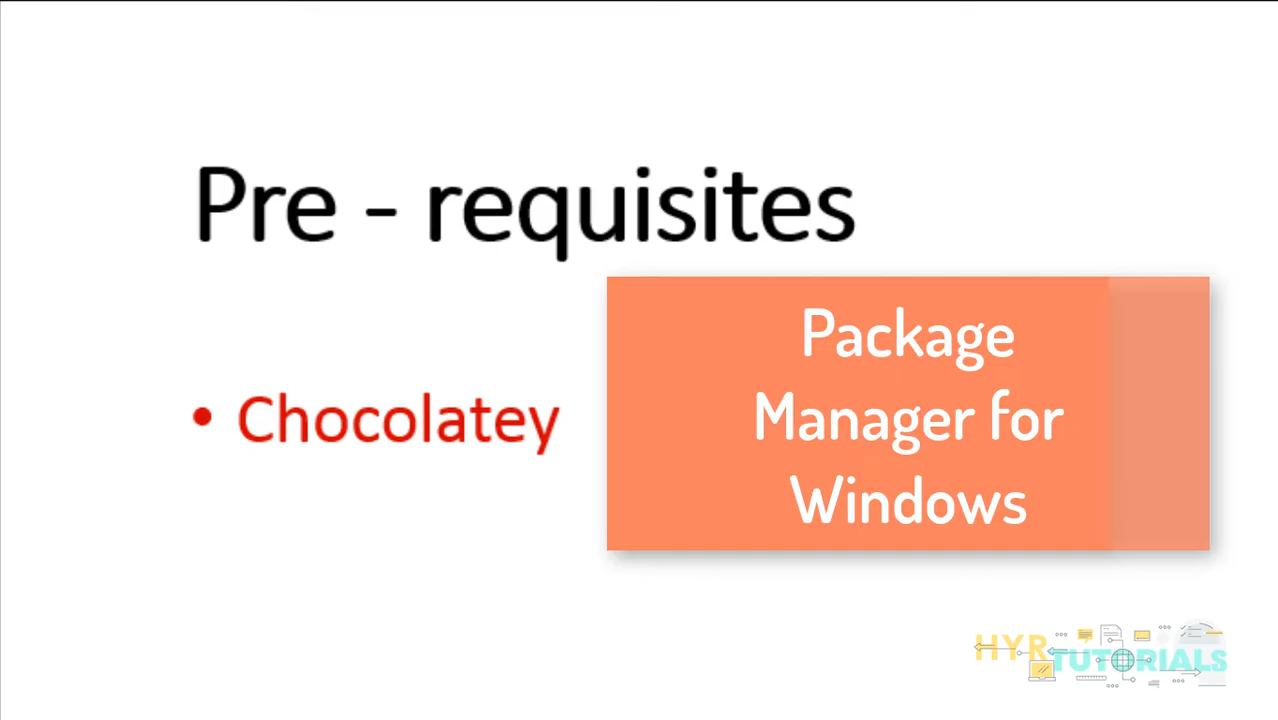 Pre - requisites
• Chocolatey
Package
Manager for
Windows
HYR
TUTORIALS